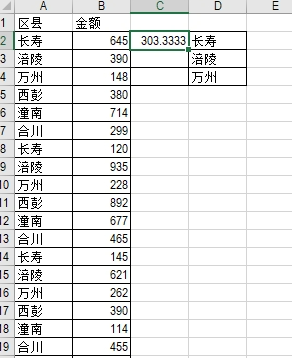 A B C D E
1 区县 金额
2 长寿 645 303.3333 长寿
3 涪陵 390 涪陵
4 万州 148 万州
5 西彭 380
6 潼南 714
7 合川 299
8 长寿 120
9 涪陵 935
10 万州 228
11 西彭 892
12 潼南 677
13 合川 465
14 长寿 145
15 涪陵 621
16 万州 262
17 西彭 390
18 潼南 114
19 合川 455